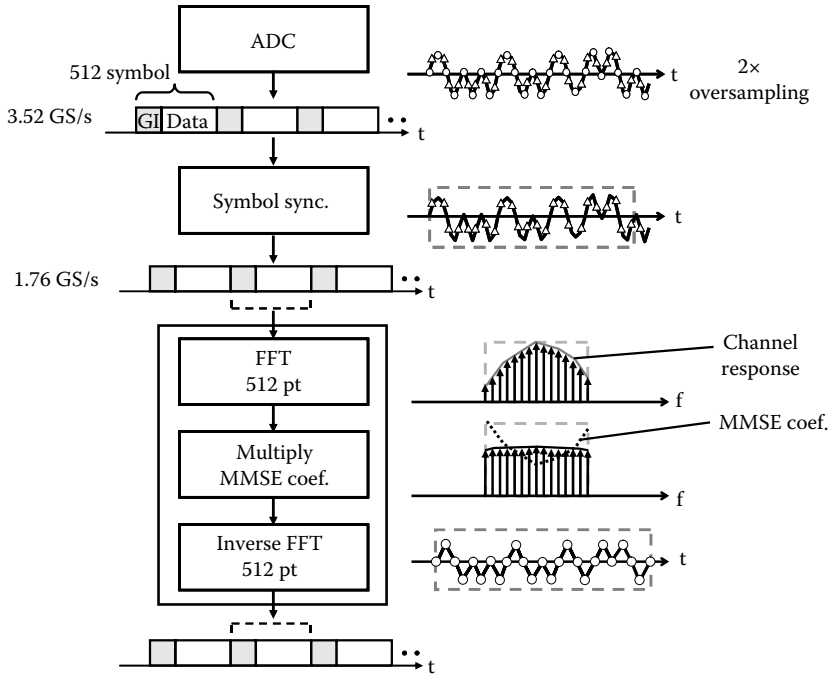 ADC
t
2×
oversampling
512 symbol
3.52 GS/s
GI Data
t
Symbol sync.
t
1.76 GS/s
t
FFT
512 pt
Channel
response
f
Multiply
MMSE coef.
MMSE coef.
f
Inverse FFT
512 pt
t
t